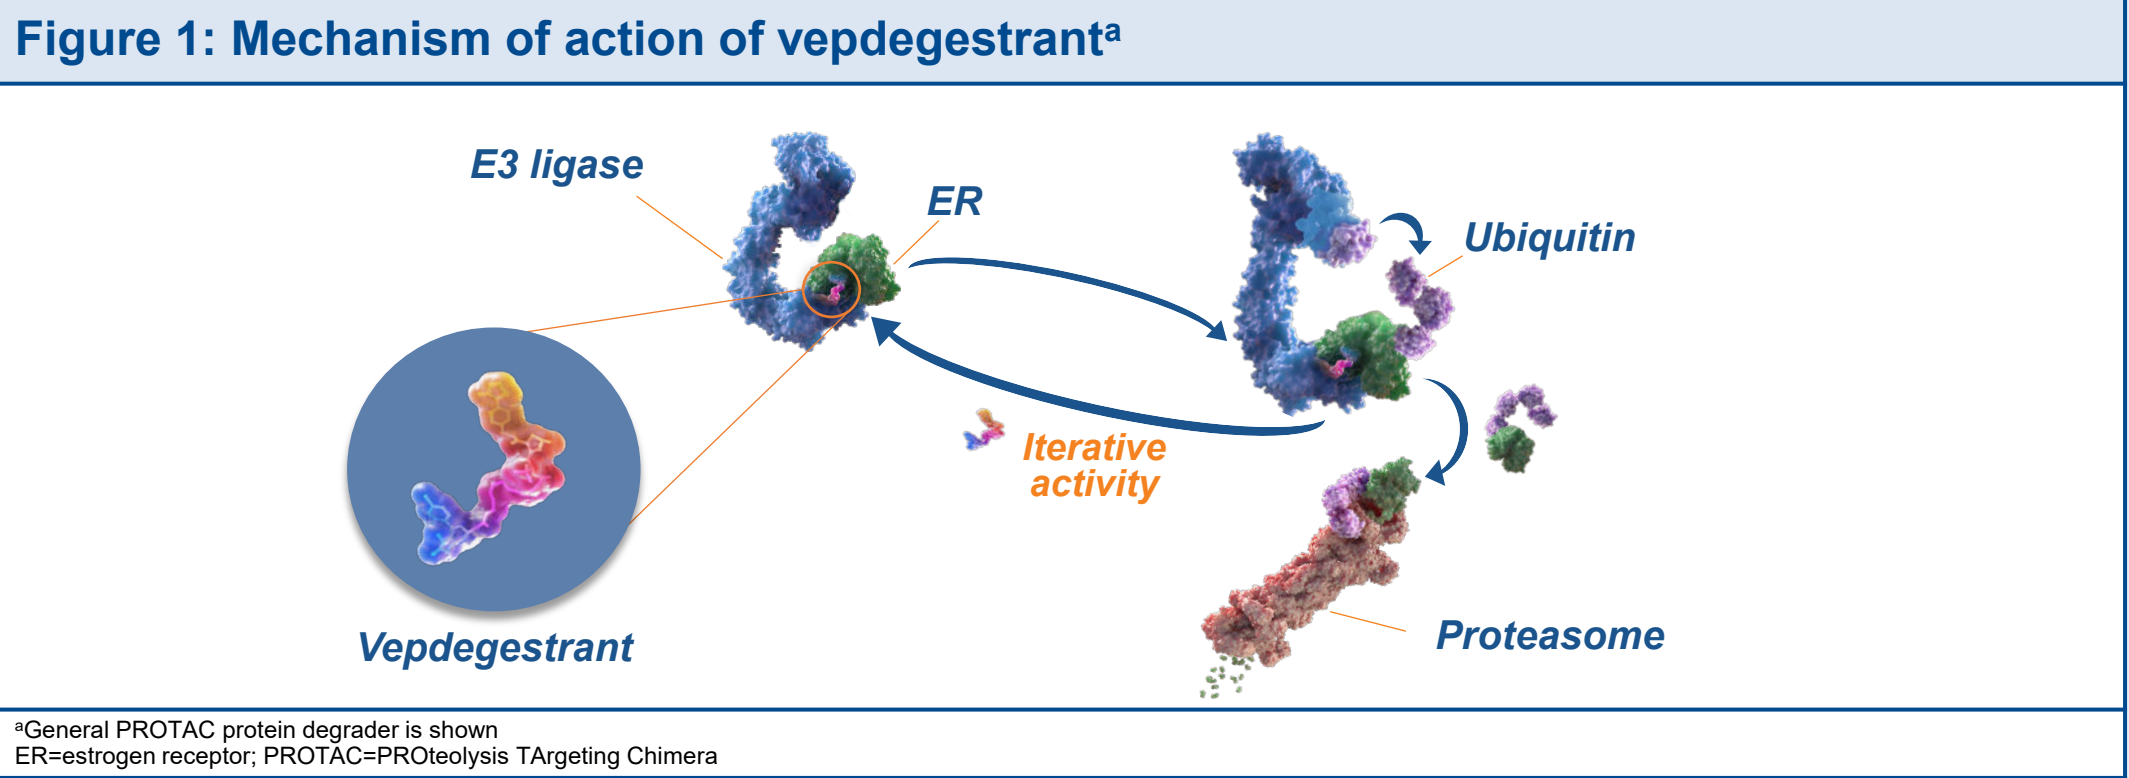 Figure 1: Mechanism of action of vepdegestrantᵃ
E3 ligase
ER
Ubiquitin
Iterative
activity
Vepdegestrant
Proteasome
ᵃGeneral PROTAC protein degrader is shown
ER=estrogen receptor; PROTAC=PROteolysis TArgeting Chimera